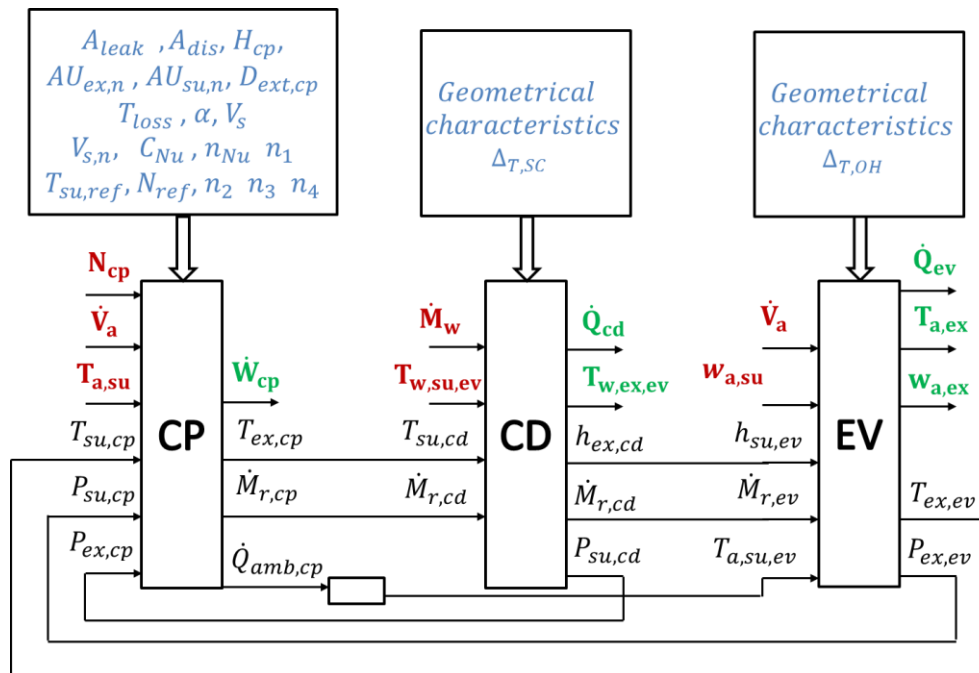 A_leak , A_dis, H_cp,
AU_ex,n , AU_su,n, D_ext,cp
T_loss , α, V_s
V_s,n, C_Nu , n_Nu n_1
T_su,ref, N_ref, n_2 n_3 n_4
Geometrical
characteristics
Δ_T,SC
Geometrical
characteristics
Δ_T,OH
N_cp
V̇_a
T_a,su
T_su,cp
P_su,cp
P_ex,cp
CP
Ẇ_cp
T_ex,cp
Ṁ_r,cp
Q̇_amb,cp
Ṁ_w
T_w,su,ev
T_su,cd
Ṁ_r,cd
CD
Q̇_cd
T_w,ex,ev
h_ex,cd
Ṁ_r,cd
P_su,cd
V̇_a
w_a,su
h_su,ev
Ṁ_r,ev
T_a,su,ev
EV
Q̇_ev
T_a,ex
w_a,ex
T_ex,ev
P_ex,ev